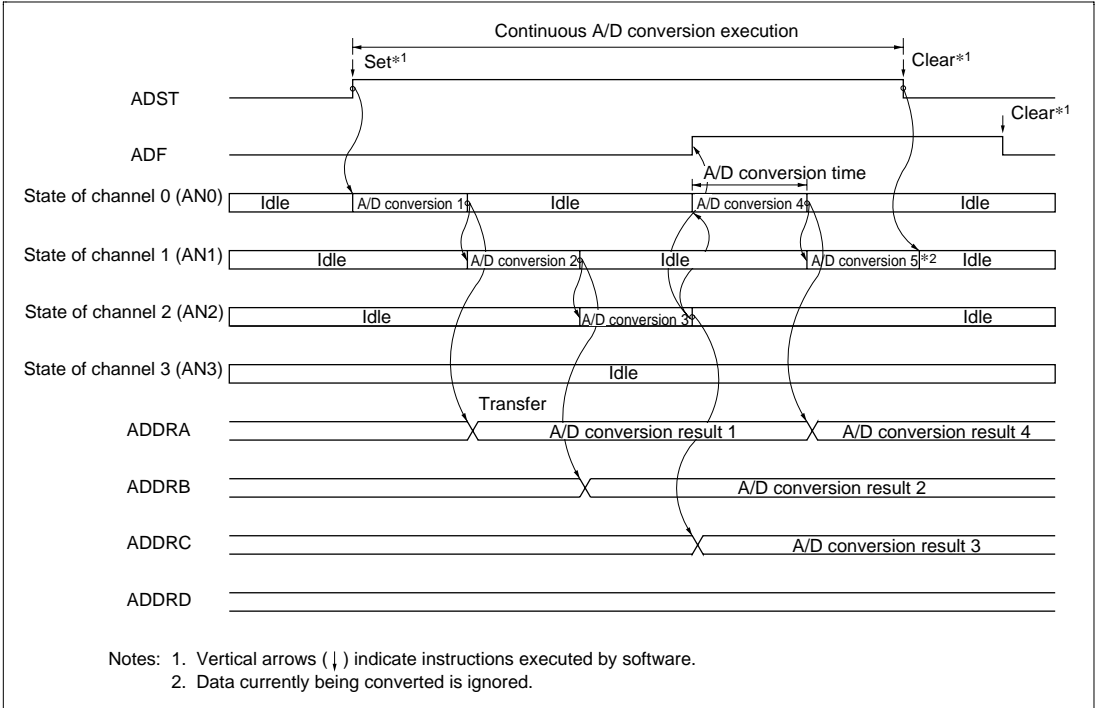 Continuous A/D conversion execution
Set*1
Clear*1
ADST
Clear*1
ADF
A/D conversion time
State of channel 0 (AN0)
Idle
A/D conversion 1
Idle
A/D conversion 4
Idle
State of channel 1 (AN1)
Idle
A/D conversion 2
Idle
A/D conversion 5
*2
Idle
State of channel 2 (AN2)
Idle
A/D conversion 3
Idle
State of channel 3 (AN3)
Idle
Transfer
ADDRA
A/D conversion result 1
A/D conversion result 4
ADDRB
A/D conversion result 2
ADDRC
A/D conversion result 3
ADDRD
Notes: 1. Vertical arrows (↓) indicate instructions executed by software.
2. Data currently being converted is ignored.